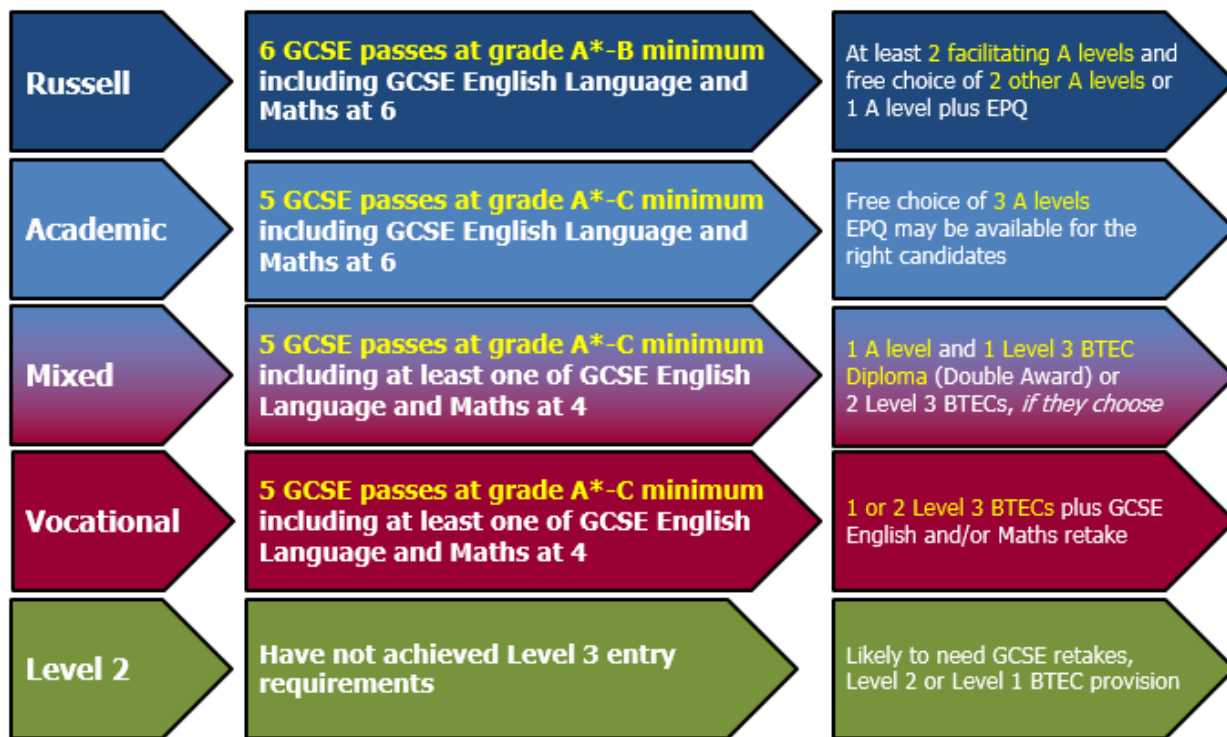 Russell
6 GCSE passes at grade A*-B minimum
including GCSE English Language and
Maths at 6
At least 2 facilitating A levels and
free choice of 2 other A levels or
1 A level plus EPQ
Academic
5 GCSE passes at grade A*-C minimum
including GCSE English Language and
Maths at 6
Free choice of 3 A levels
EPQ may be available for the
right candidates
Mixed
5 GCSE passes at grade A*-C minimum
including at least one of GCSE English
Language and Maths at 4
1 A level and 1 Level 3 BTEC
Diploma (Double Award) or
2 Level 3 BTECs, if they choose
Vocational
5 GCSE passes at grade A*-C minimum
including at least one of GCSE English
Language and Maths at 4
1 or 2 Level 3 BTECs plus GCSE
English and/or Maths retake
Level 2
Have not achieved Level 3 entry
requirements
Likely to need GCSE retakes,
Level 2 or Level 1 BTEC provision